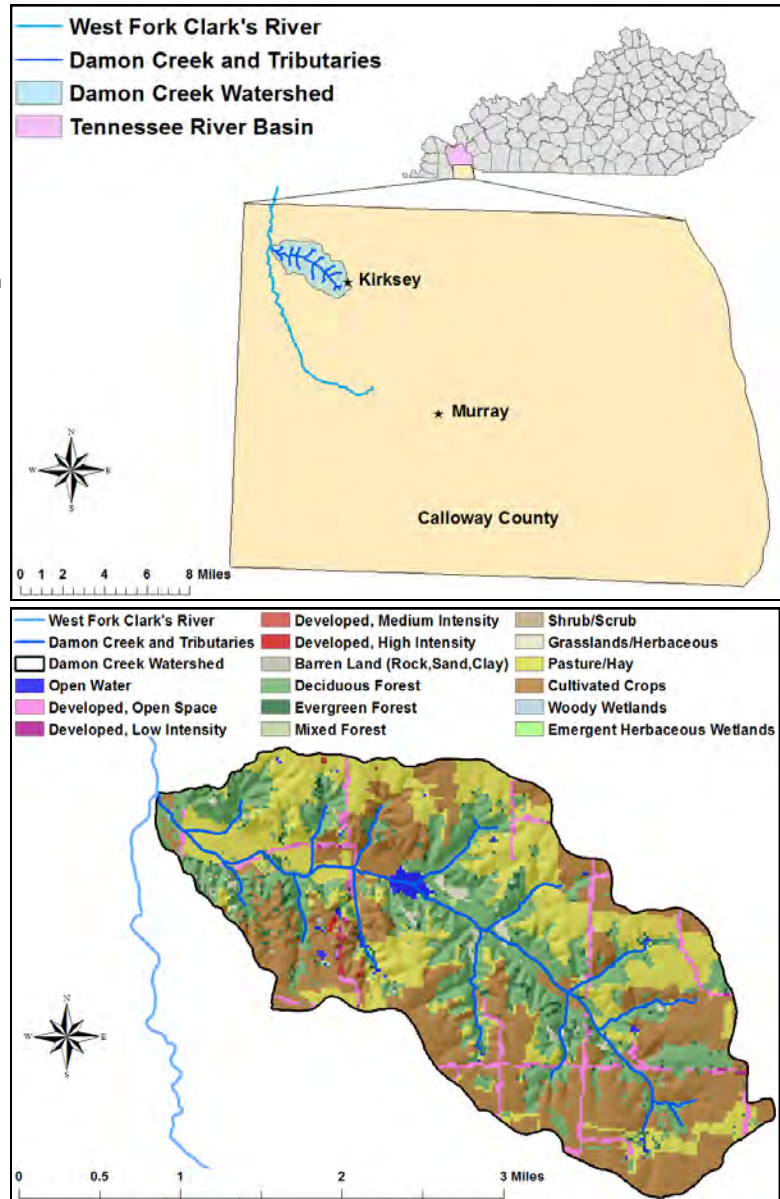 West Fork Clark's River
Damon Creek and Tributaries
Damon Creek Watershed
Tennessee River Basin
Kirksey
Murray
Calloway County
N
W E
S
0 1 2 4 6 8 Miles
West Fork Clark's River
Damon Creek and Tributaries
Damon Creek Watershed
Open Water
Developed, Open Space
Developed, Low Intensity
Developed, Medium Intensity
Developed, High Intensity
Barren Land (Rock,Sand,Clay)
Deciduous Forest
Evergreen Forest
Mixed Forest
Shrub/Scrub
Grasslands/Herbaceous
Pasture/Hay
Cultivated Crops
Woody Wetlands
Emergent Herbaceous Wetlands
N
W E
S
0 0.5 1 2 3 Miles